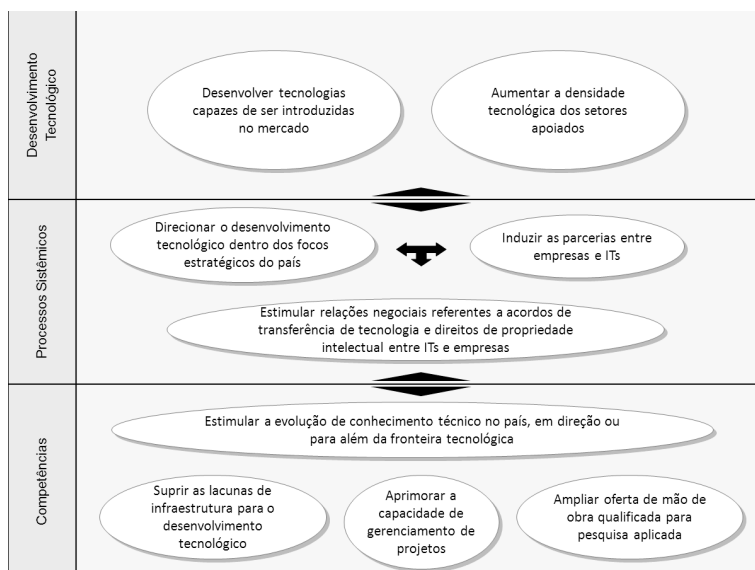 Desenvolvimento
Tecnológico
Desenvolver tecnologias
capazes de ser introduzidas
no mercado
Aumentar a densidade
tecnológica dos setores
apoiados
Processos Sistêmicos
Direcionar o desenvolvimento
tecnológico dentro dos focos
estratégicos do país
Induzir as parcerias entre
empresas e ITs
Estimular relações negociais referentes a acordos de
transferência de tecnologia e direitos de propriedade
intelectual entre ITs e empresas
Competências
Estimular a evolução de conhecimento técnico no país, em direção ou
para além da fronteira tecnológica
Suprir as lacunas de
infraestrutura para o
desenvolvimento
tecnológico
Aprimorar a
capacidade de
gerenciamento de
projetos
Ampliar oferta de mão de
obra qualificada para
pesquisa aplicada